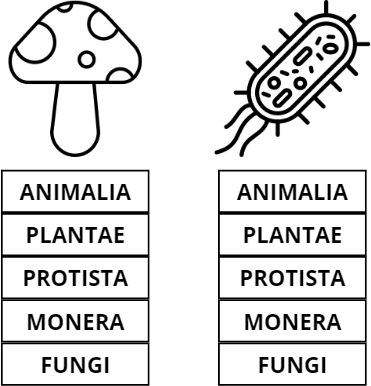 ANIMALIA
PLANTAE
PROTISTA
MONERA
FUNGI
ANIMALIA
PLANTAE
PROTISTA
MONERA
FUNGI